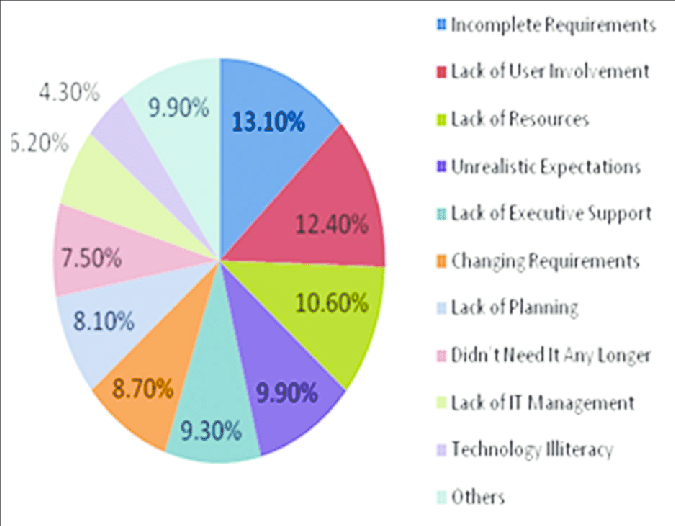 Incomplete Requirements
Lack of User Involvement
Lack of Resources
Unrealistic Expectations
Lack of Executive Support
Changing Requirements
Lack of Planning
Didn't Need It Any Longer
Lack of IT Management
Technology Illiteracy
Others
13.10%
12.40%
10.60%
9.90%
9.30%
8.70%
8.10%
7.50%
6.20%
4.30%
9.90%